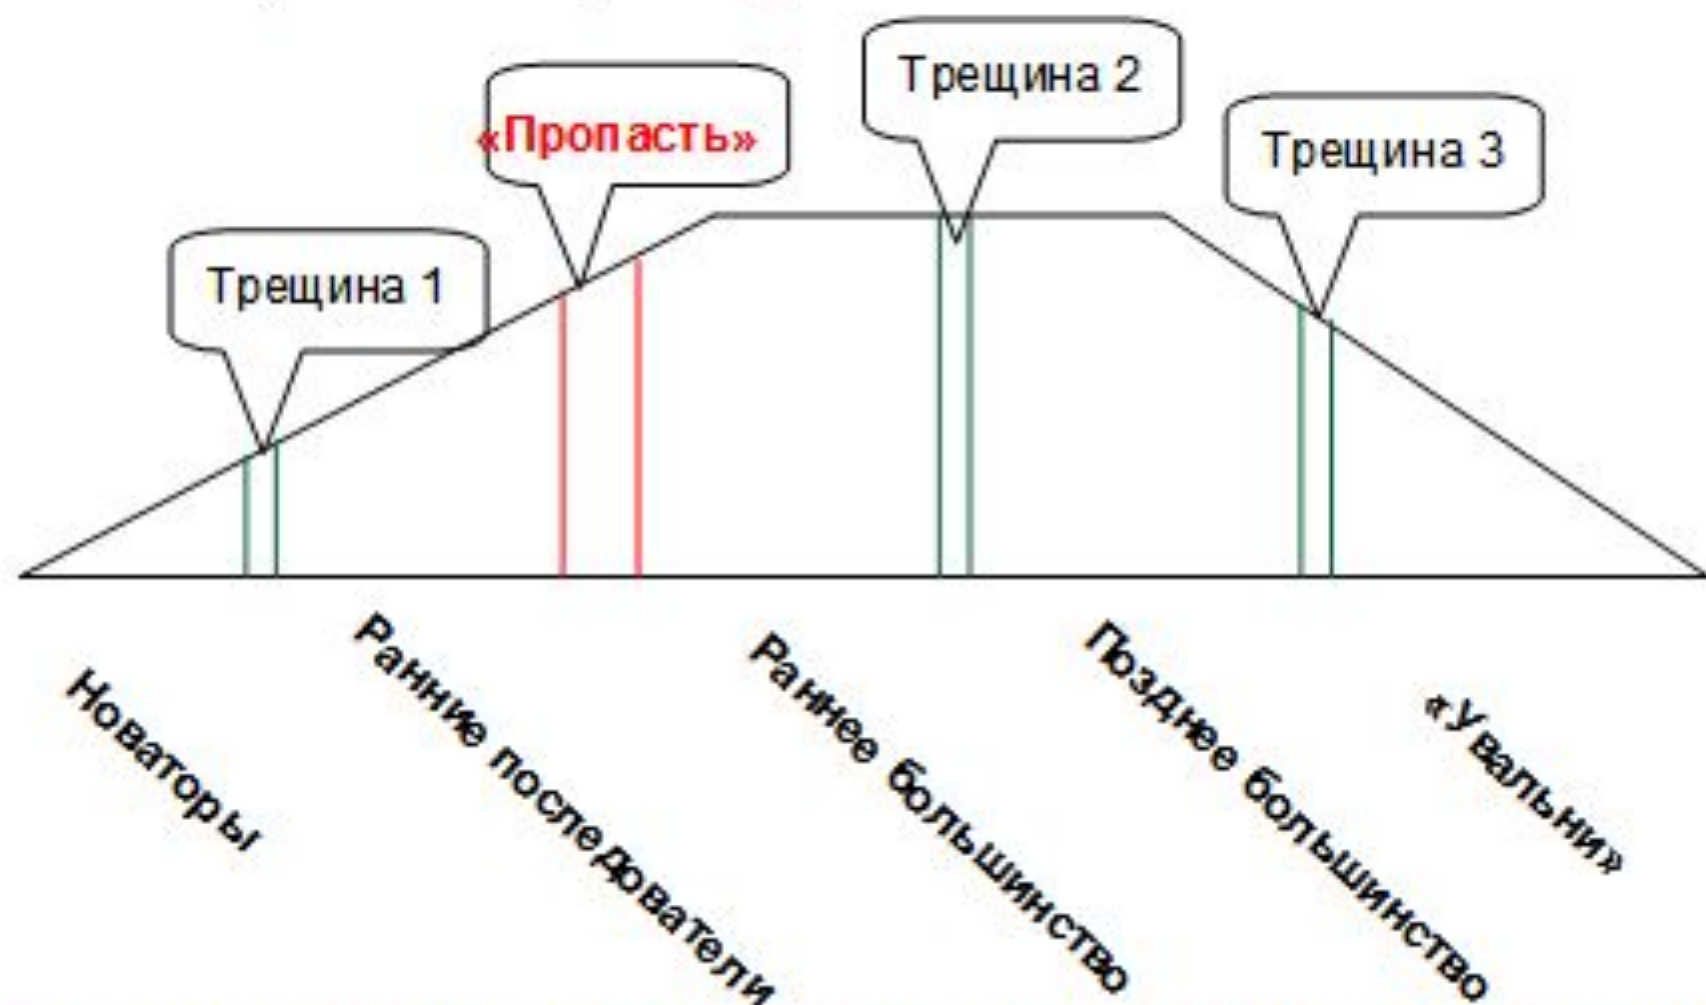 Трещина 1
«Пропасть»
Трещина 2
Трещина 3
Новаторы
Ранние последователи
Раннее большинство
Позднее большинство
«Увальни»